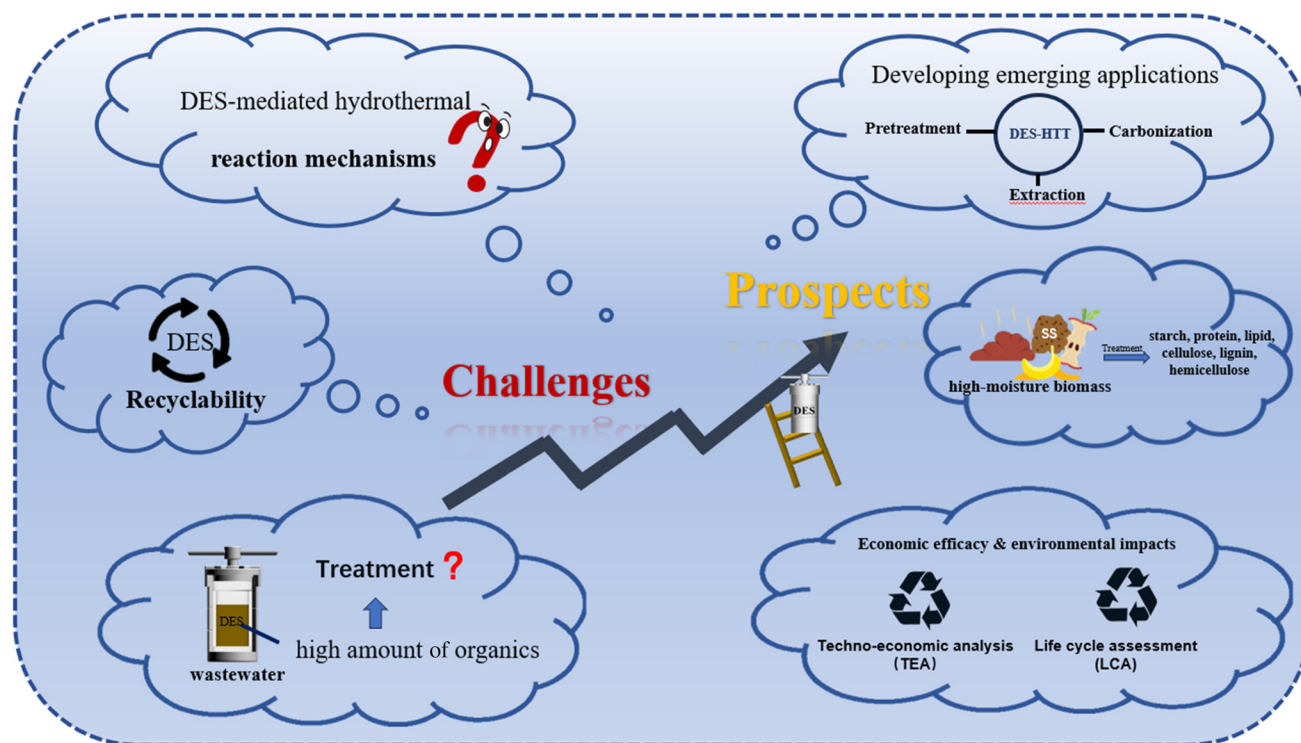 DES-mediated hydrothermal
reaction mechanisms
DES
Recyclability
Challenges
DES
wastewater
Treatment ?
high amount of organics
Prospects
DES
Developing emerging applications
Pretreatment
DES-HTT
Carbonization
Extraction
SS
high-moisture biomass
Treatment
starch, protein, lipid,
cellulose, lignin,
hemicellulose
Economic efficacy & environmental impacts
Techno-economic analysis
(TEA)
Life cycle assessment
(LCA)